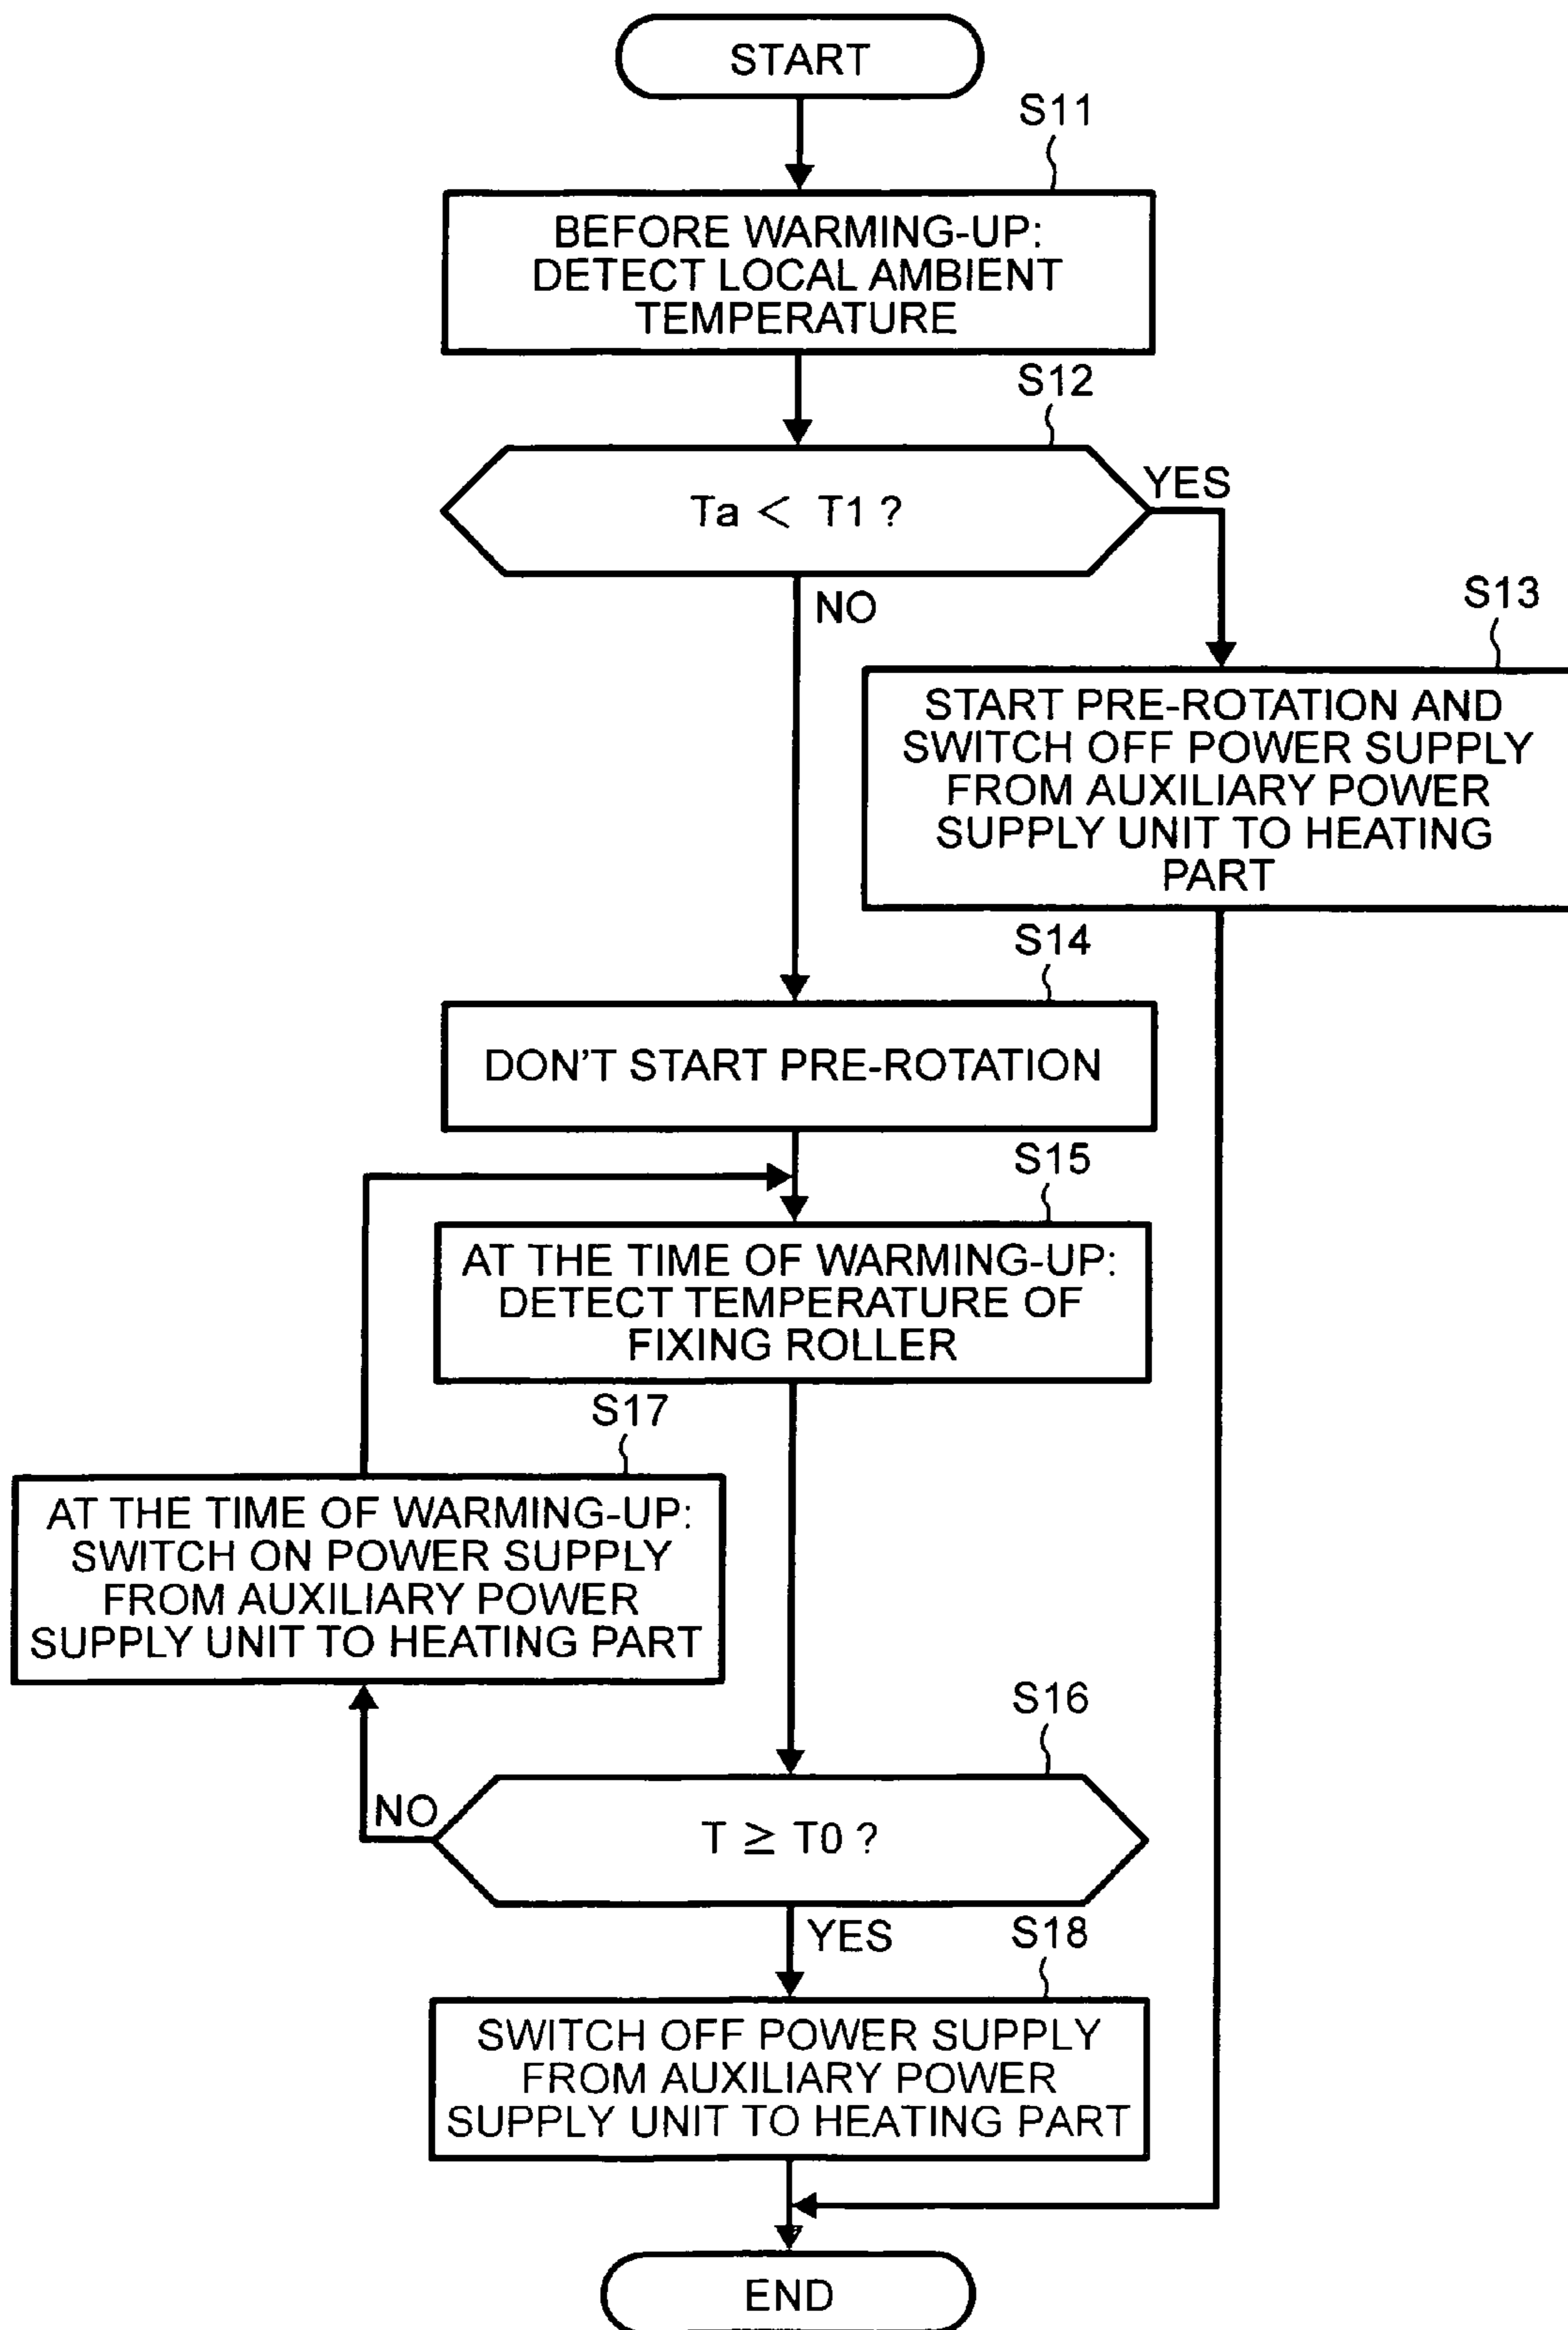 START
S11
BEFORE WARMING-UP:
DETECT LOCAL AMBIENT
TEMPERATURE
S12
Ta < T1 ?
YES
NO
S13
START PRE-ROTATION AND
SWITCH OFF POWER SUPPLY
FROM AUXILIARY POWER
SUPPLY UNIT TO HEATING
PART
S14
DON'T START PRE-ROTATION
S15
AT THE TIME OF WARMING-UP:
DETECT TEMPERATURE OF
FIXING ROLLER
S17
AT THE TIME OF WARMING-UP:
SWITCH ON POWER SUPPLY
FROM AUXILIARY POWER
SUPPLY UNIT TO HEATING PART
S16
NO
T ≥ T0 ?
YES
S18
SWITCH OFF POWER SUPPLY
FROM AUXILIARY POWER
SUPPLY UNIT TO HEATING PART
END